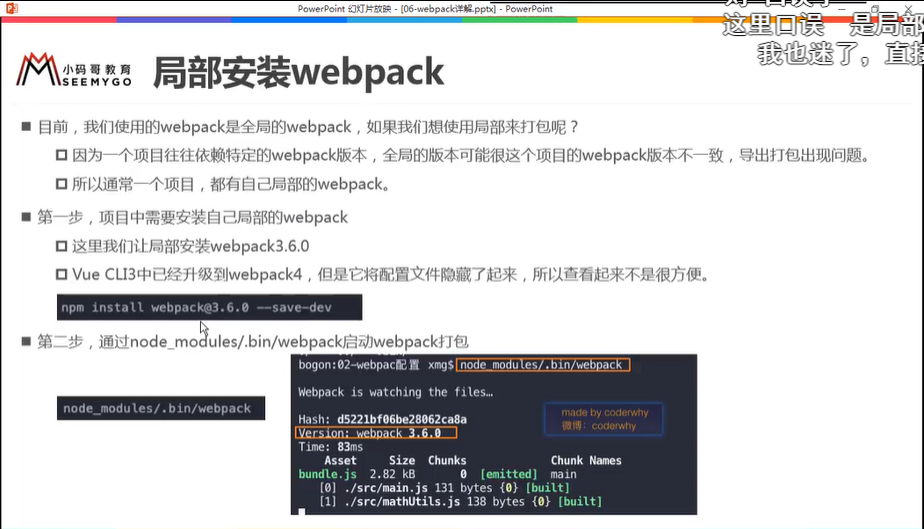 PowerPoint 幻灯片放映 - [06-webpack详解.pptx] - PowerPoint
这里口误 是局部
我也迷了，直接
小码哥教育
SEEMYGO
局部安装webpack
目前，我们使用的webpack是全局的webpack，如果我们想使用局部来打包呢？
因为一个项目往往依赖特定的webpack版本，全局的版本可能很这个项目的webpack版本不一致，导出打包出现问题。
所以通常一个项目，都有自己局部的webpack。
第一步，项目中需要安装自己局部的webpack
这里我们让局部安装webpack3.6.0
Vue CLI3中已经升级到webpack4，但是它将配置文件隐藏了起来，所以查看起来不是很方便。
npm install webpack@3.6.0 --save-dev
第二步，通过node_modules/.bin/webpack启动webpack打包
node_modules/.bin/webpack
bogon:02-webpac配置 xmg$ node_modules/.bin/webpack
Webpack is watching the files…
Hash: d5221bf06be28062ca8a
Version: webpack 3.6.0
Time: 83ms
Asset Size Chunks Chunk Names
bundle.js 2.82 kB 0 [emitted] main
[0] ./src/main.js 131 bytes {0} [built]
[1] ./src/mathUtils.js 138 bytes {0} [built]
made by coderwhy
微博：coderwhy